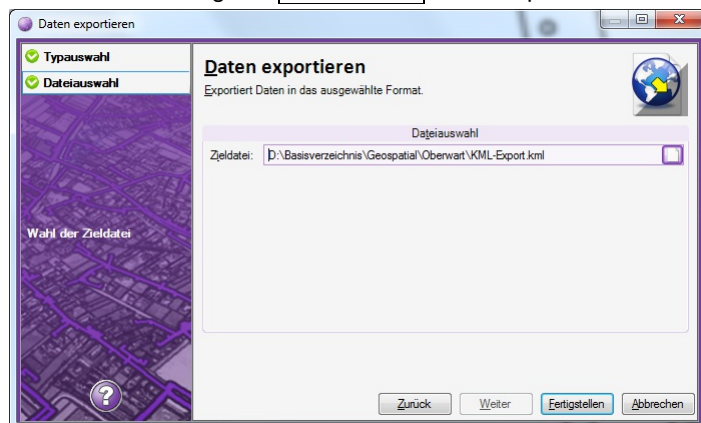 Daten exportieren
Typauswahl
Dateiauswahl
Wahl der Zieldatei
Daten exportieren
Exportiert Daten in das ausgewählte Format.
Dateiauswahl
Zieldatei: D:\Basisverzeichnis\Geospatial\Oberwart\KML-Export.kml
Zurück Weiter Fertigstellen Abbrechen